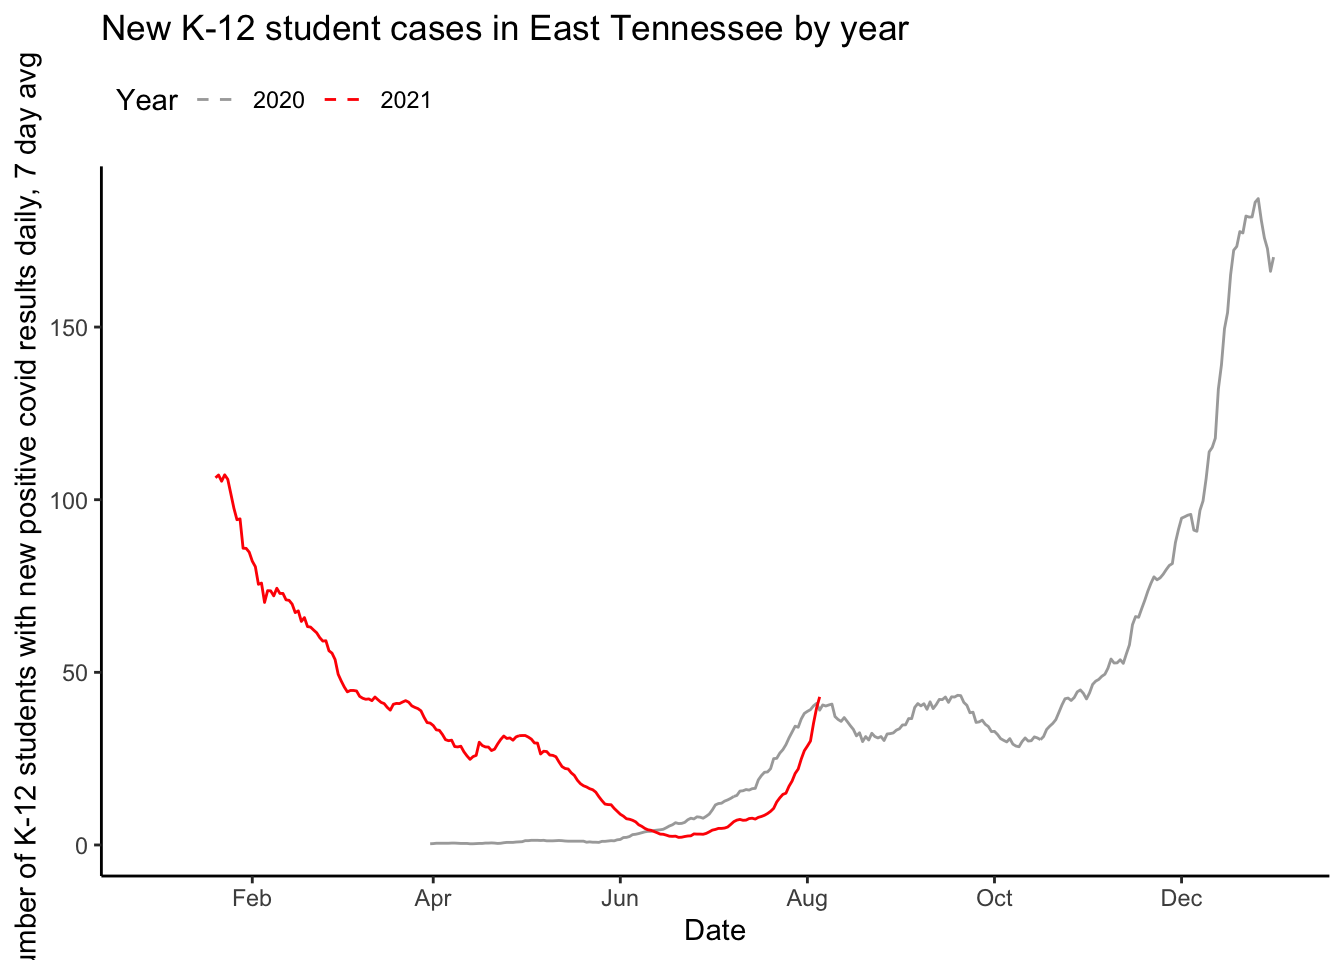 New K-12 student cases in East Tennessee by year
Year 2020 2021
umber of K-12 students with new positive covid results daily, 7 day avg
150
100
50
0
Feb Apr Jun Aug Oct Dec
Date